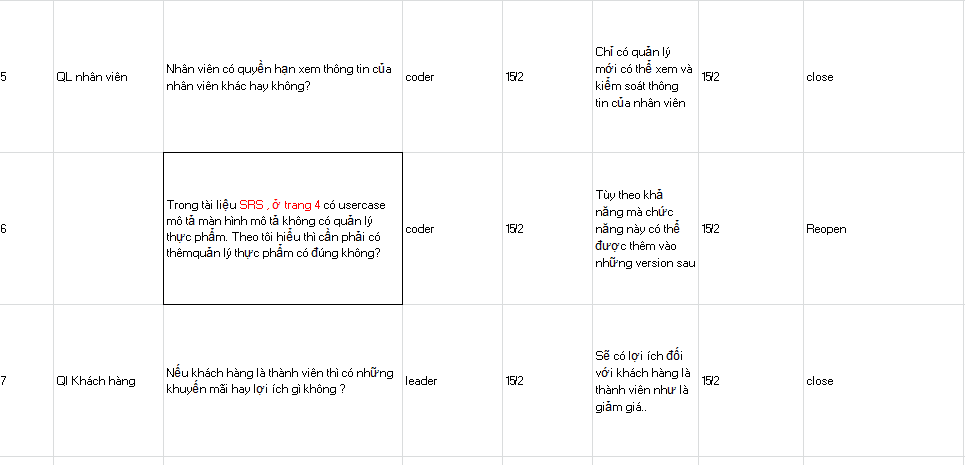 5
QL nhân viên
Nhân viên có quyền hạn xem thông tin của
nhân viên khác hay không?
coder
15/2
Chỉ có quản lý
mới có thể xem và
kiểm soát thông
tin của nhân viên
15/2
close
6
Trong tài liệu SRS , ở trang 4 có usercase
mô tả màn hình mô tả không có quản lý
thực phẩm. Theo tôi hiểu thì cần phải có
thêmquản lý thực phẩm có đúng không?
coder
15/2
Tùy theo khả
năng mà chức
năng này có thể
được thêm vào
những version sau
15/2
Reopen
7
Ql Khách hàng
Nếu khách hàng là thành viên thì có những
khuyến mãi hay lợi ích gì không ?
leader
15/2
Sẽ có lợi ích đối
với khách hàng là
thành viên như là
giảm giá..
15/2
close